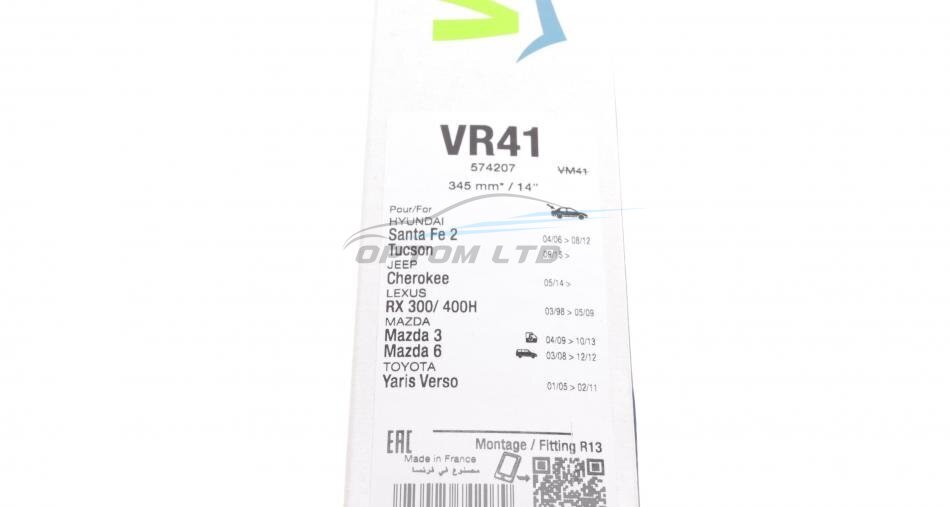 VR41
574207 VM41
345 mm* / 14"
Pour/For
HYUNDAI
Santa Fe 2 04/06 > 08/12
Tucson 09/15 >
JEEP
Cherokee 05/14 >
LEXUS
RX 300/ 400H 03/98 > 05/09
MAZDA
Mazda 3 04/09 > 10/13
Mazda 6 03/08 > 12/12
TOYOTA
Yaris Verso 01/05 > 02/11
OPTOM LTD
EAC Montage / Fitting R13
Made in France
مصنوع في فرنسا